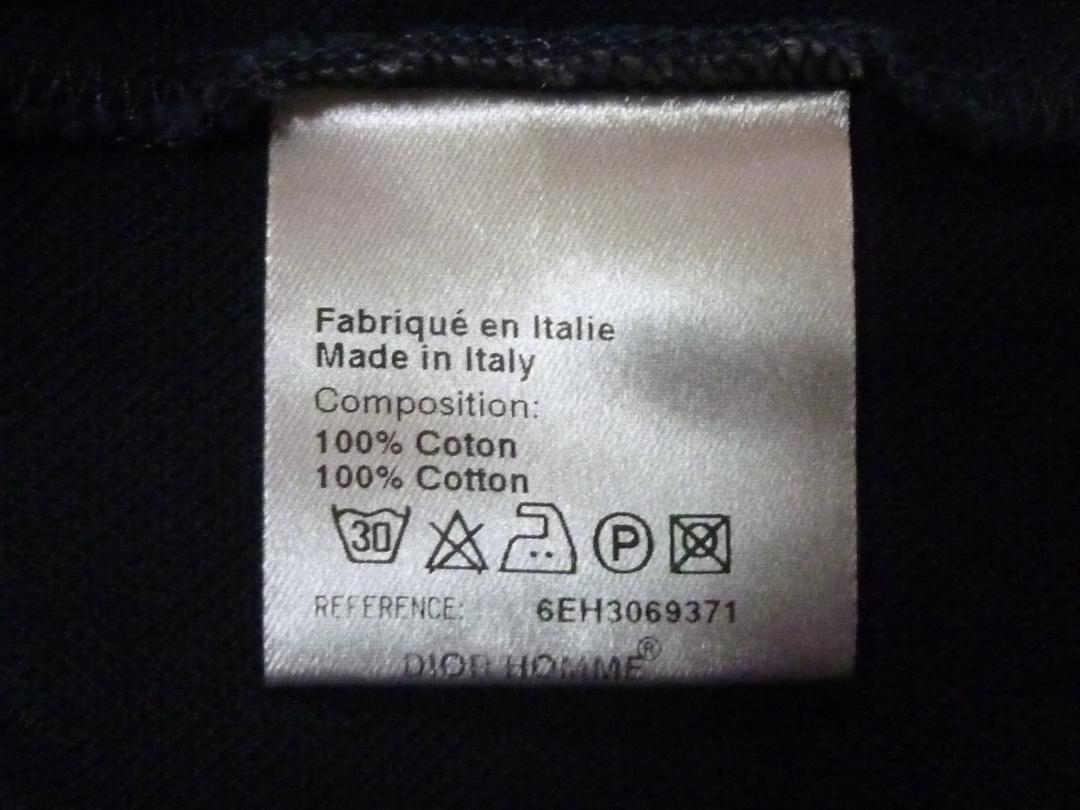 Fabriqué en Italie
Made in Italy
Composition:
100% Coton
100% Cotton
30 P
REFERENCE: 6EH3069371
DIOR HOMME®